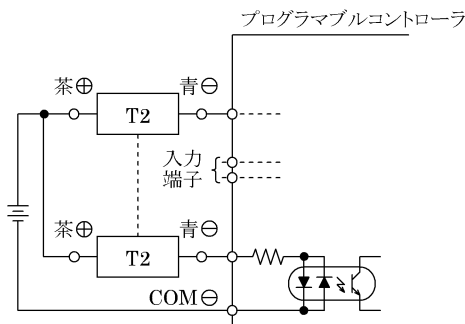 プログラマブルコントローラ
茶⊕ 青⊖
T2
入力
端子
茶⊕ 青⊖
T2
COM⊖